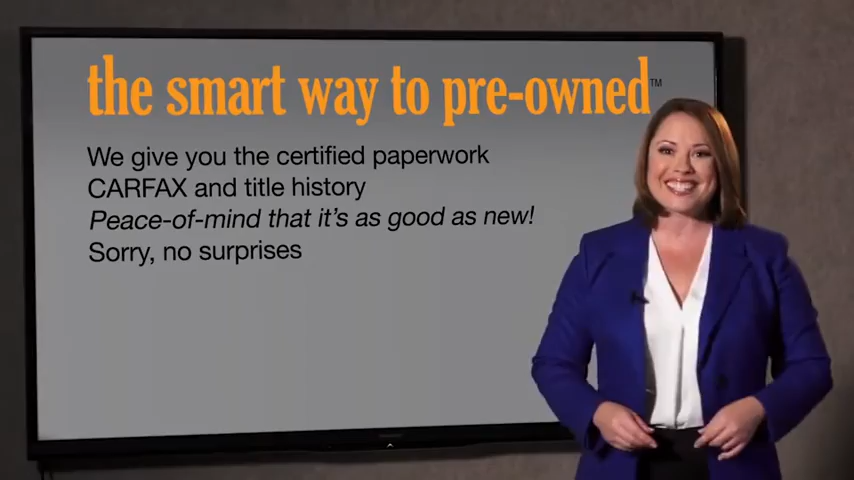 the smart way to pre-owned™
We give you the certified paperwork
CARFAX and title history
Peace-of-mind that it's as good as new!
Sorry, no surprises